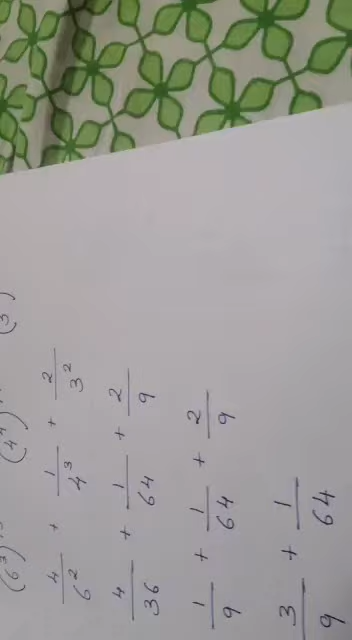 4/6² + 1/4³ + 2/3²
4/36 + 1/64 + 2/9
1/9 + 1/64 + 2/9
3/9 + 1/64